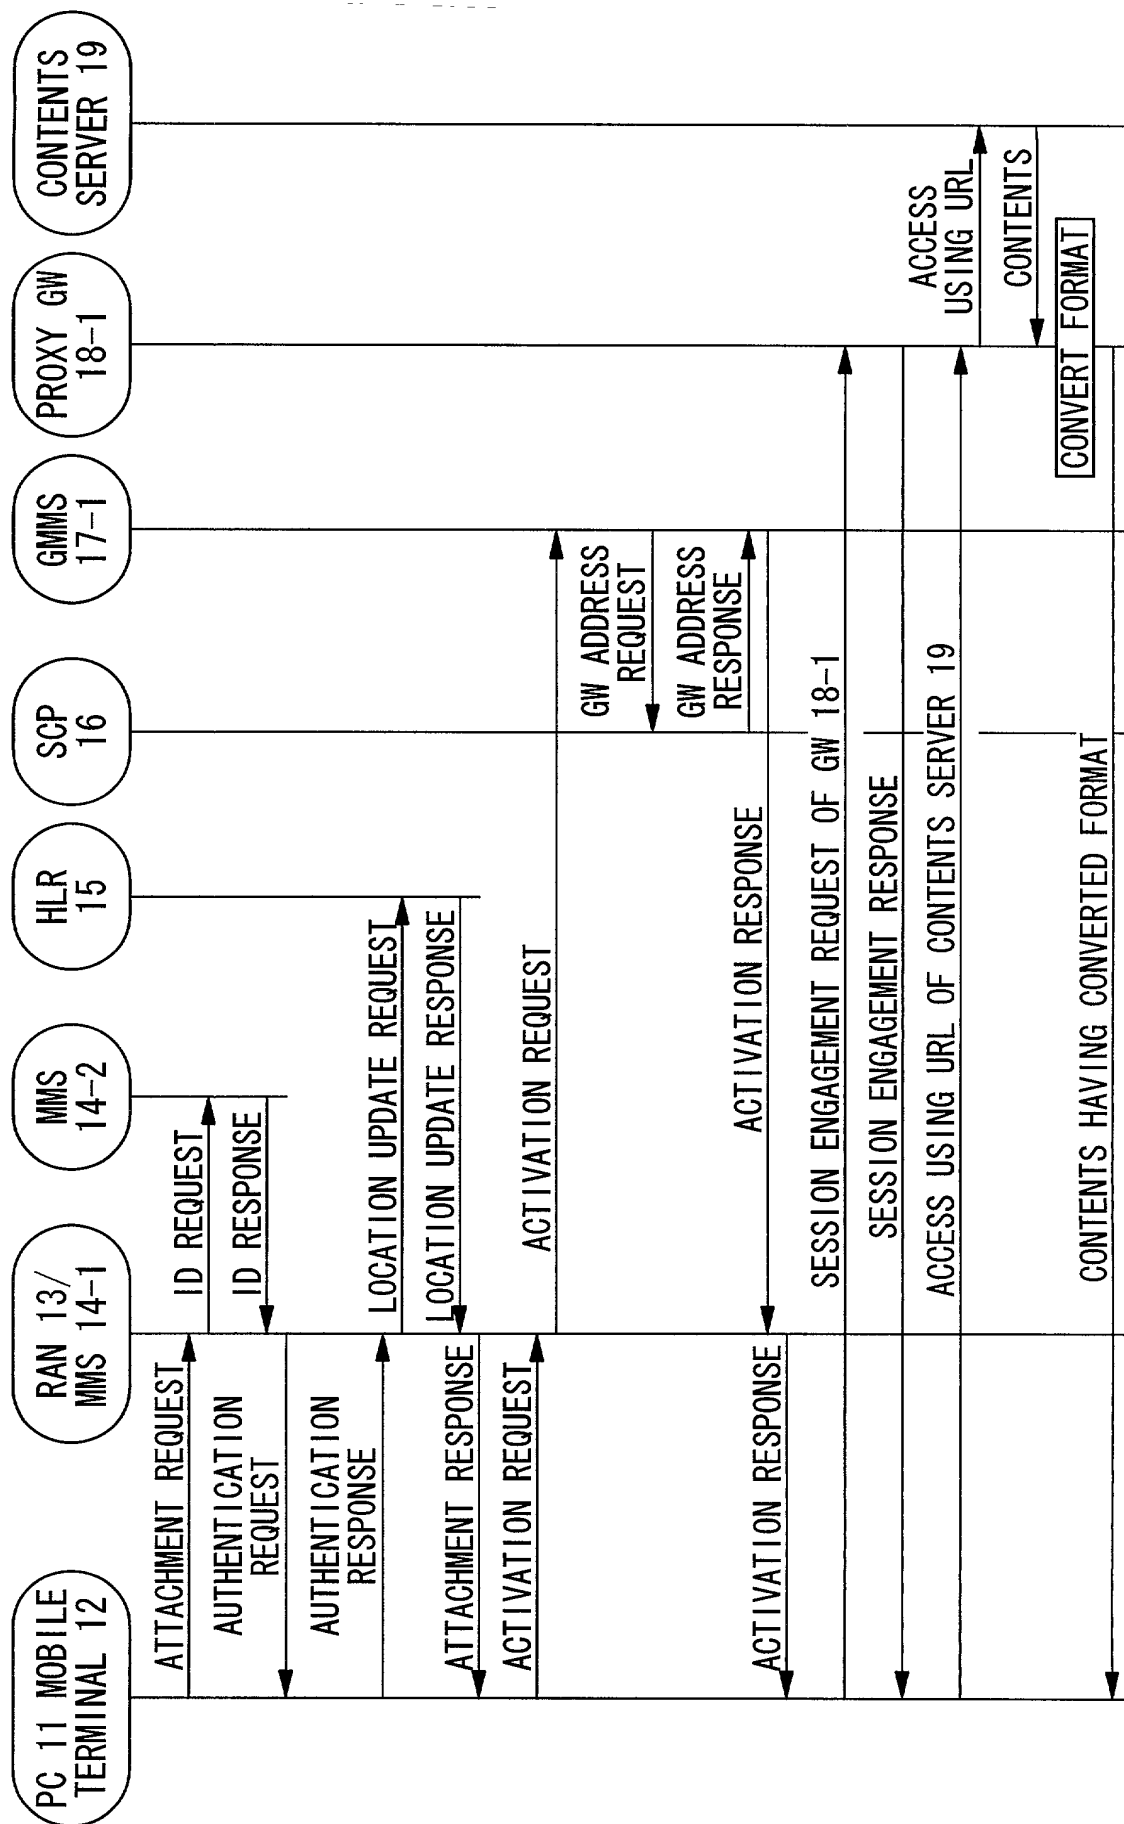 PC 11 MOBILE
TERMINAL 12
RAN 13/
MMS 14-1
MMS
14-2
HLR
15
SCP
16
GMMS
17-1
PROXY GW
18-1
CONTENTS
SERVER 19
ATTACHMENT REQUEST
ID REQUEST
ID RESPONSE
AUTHENTICATION
REQUEST
AUTHENTICATION
RESPONSE
LOCATION UPDATE REQUEST
LOCATION UPDATE RESPONSE
ATTACHMENT RESPONSE
ACTIVATION REQUEST
ACTIVATION REQUEST
GW ADDRESS
REQUEST
GW ADDRESS
RESPONSE
ACTIVATION RESPONSE
ACTIVATION RESPONSE
SESSION ENGAGEMENT REQUEST OF GW 18-1
SESSION ENGAGEMENT RESPONSE
ACCESS USING URL OF CONTENTS SERVER 19
ACCESS
USING URL
CONTENTS
CONVERT FORMAT
CONTENTS HAVING CONVERTED FORMAT